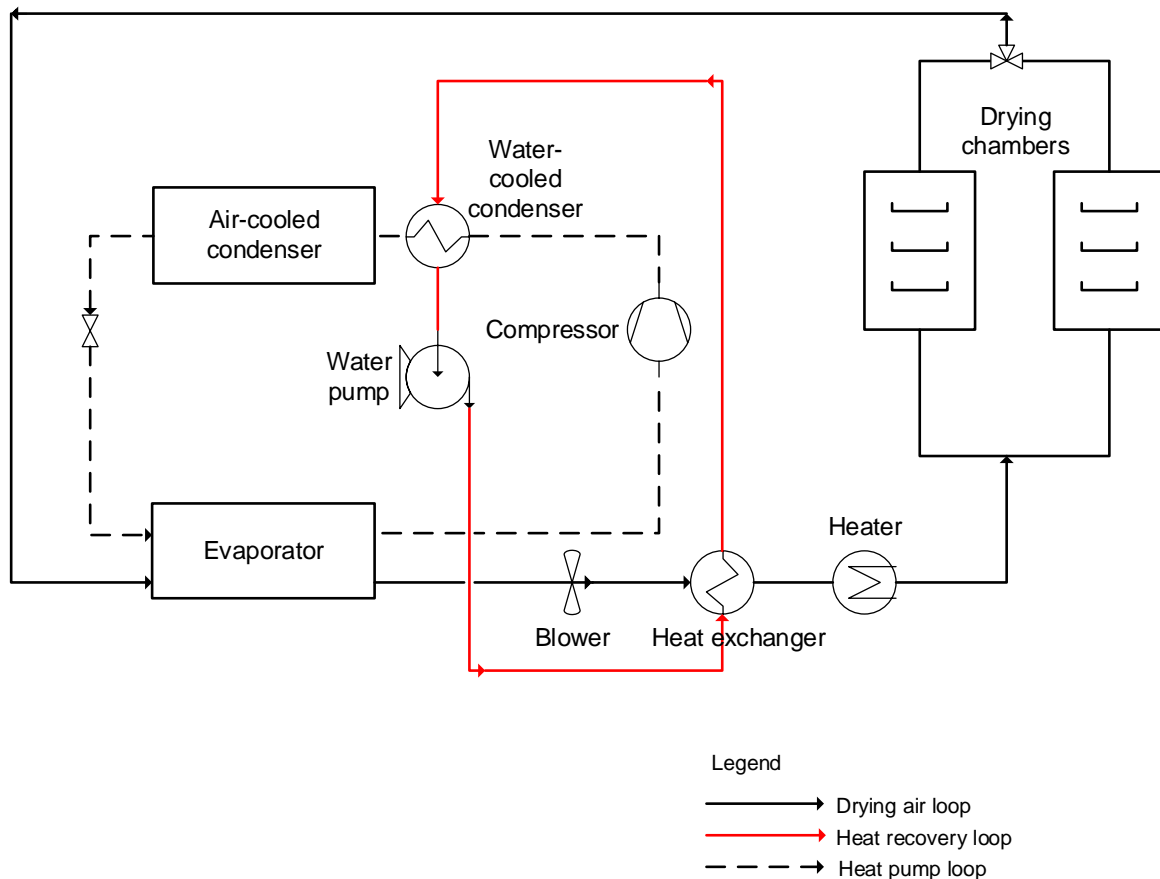 Drying
chambers
Water-
cooled
condenser
Air-cooled
condenser
Compressor
Water
pump
Evaporator
Heater
Blower
Heat exchanger
Legend
Drying air loop
Heat recovery loop
Heat pump loop